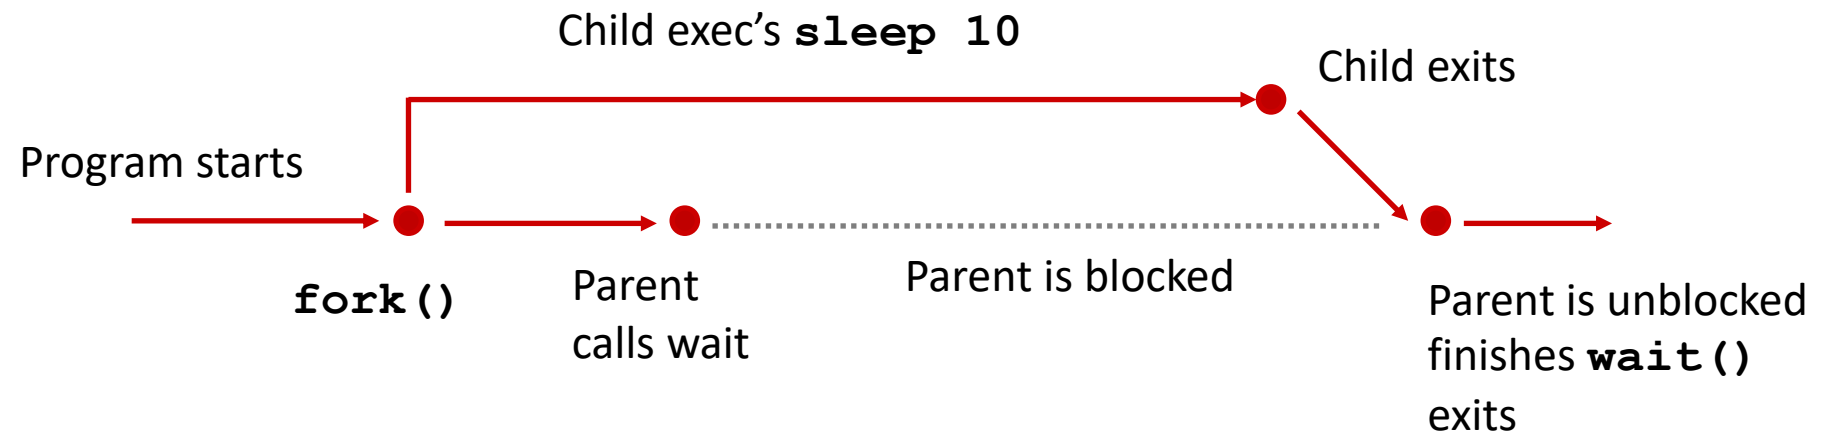 Child exec’s sleep 10
Child exits
Program starts
fork()
Parent
calls wait
Parent is blocked
Parent is unblocked
finishes wait()
exits